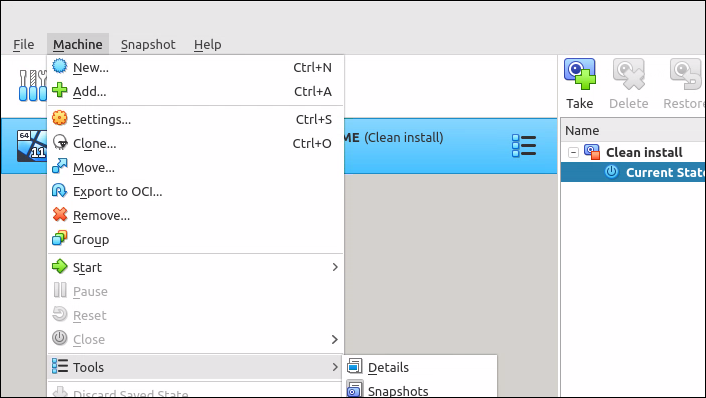 File Machine Snapshot Help
New... Ctrl+N
Add... Ctrl+A
Settings... Ctrl+S
Clone... Ctrl+O
Move...
Export to OCI...
Remove...
Group
Start
Pause
Reset
Close
Tools
Discard Saved State
Details
Snapshots
64
11
ME (Clean install)
Take Delete Restore
Name
Clean install
Current State